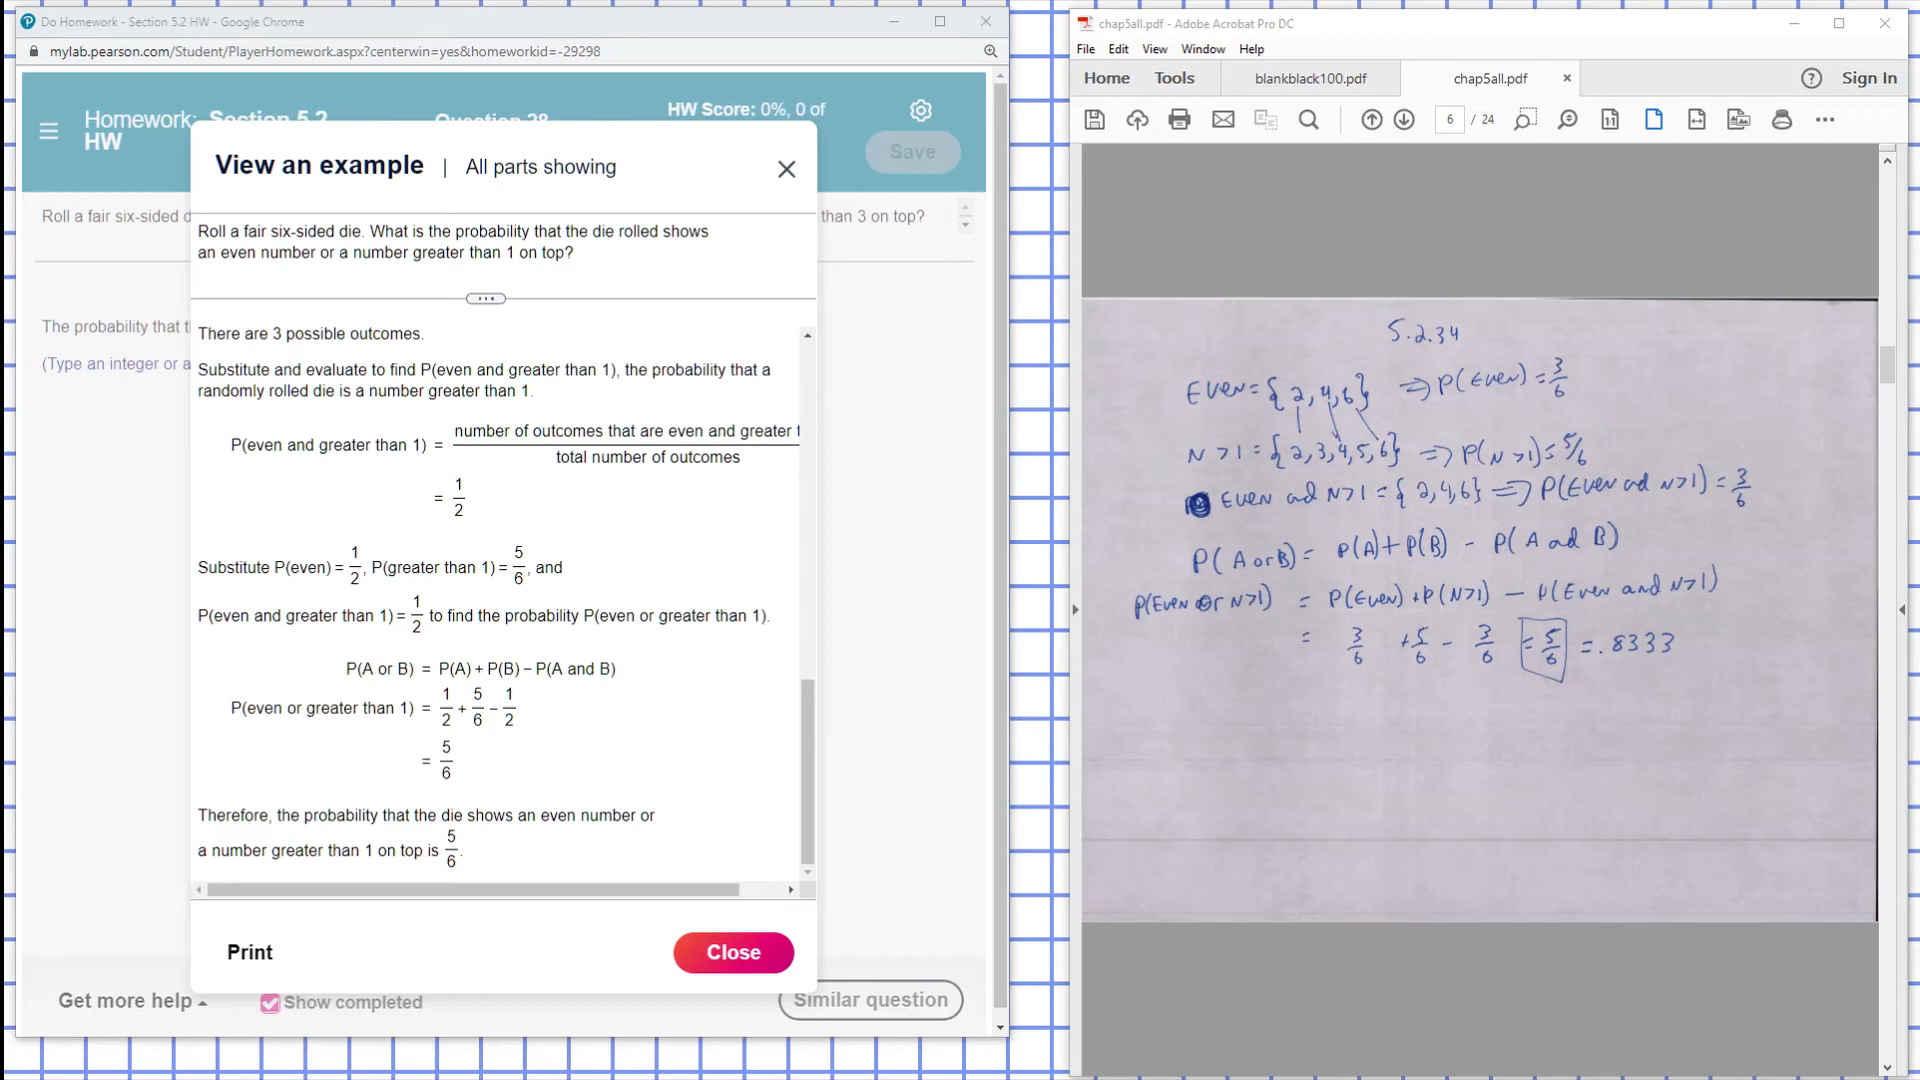 Do Homework - Section 5.2 HW - Google Chrome
mylab.pearson.com/Student/PlayerHomework.aspx?centerwin=yes&homeworkid=-29298
Homework: Section 5.2
HW
Question 28
HW Score: 0%, 0 of
Save
Roll a fair six-sided d
than 3 on top?
The probability that t
(Type an integer or a
View an example | All parts showing
Roll a fair six-sided die. What is the probability that the die rolled shows
an even number or a number greater than 1 on top?
There are 3 possible outcomes.
Substitute and evaluate to find P(even and greater than 1), the probability that a
randomly rolled die is a number greater than 1.
P(even and greater than 1) = number of outcomes that are even and greater t
total number of outcomes
= 1/2
Substitute P(even) = 1/2, P(greater than 1) = 5/6, and
P(even and greater than 1) = 1/2 to find the probability P(even or greater than 1).
P(A or B) = P(A) + P(B) − P(A and B)
P(even or greater than 1) = 1/2 + 5/6 − 1/2
= 5/6
Therefore, the probability that the die shows an even number or
a number greater than 1 on top is 5/6.
Print
Close
Get more help
Show completed
Similar question
chap5all.pdf - Adobe Acrobat Pro DC
File Edit View Window Help
Home Tools blankblack100.pdf chap5all.pdf × Sign In
6 / 24
5.2.34
Even = {2,4,6} => P(Even) = 3/6
N >1 = {2,3,4,5,6} => P(N >1) = 5/6
Even ad N>1 = {2,4,6} => P(Even ad N>1) = 3/6
P(A or B) = P(A) + P(B) - P(A ad B)
P(Even or N>1) = P(Even) + P(N>1) - P(Even and N>1)
= 3/6 + 5/6 - 3/6 = 5/6 = .8333